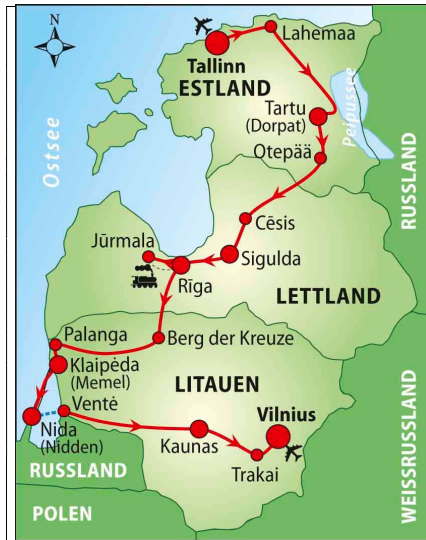 N
Lahemaa
Tallinn
ESTLAND
Tartu
(Dorpat)
Peipussee
Otepää
Ostsee
RUSSLAND
Cēsis
Jūrmala
Sigulda
Rīga
LETTLAND
Palanga
Berg der Kreuze
Klaipėda
(Memel)
LITAUEN
Ventė
Vilnius
Nida
(Nidden)
Kaunas
Trakai
RUSSLAND
WEISSRUSSLAND
POLEN